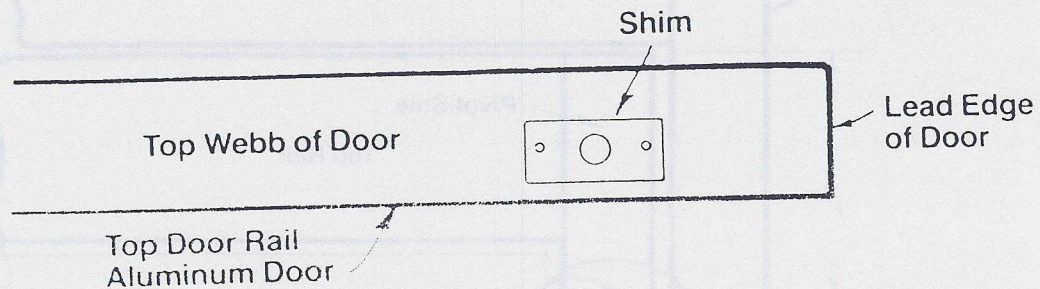 Shim
Top Webb of Door
Lead Edge
of Door
Top Door Rail
Aluminum Door